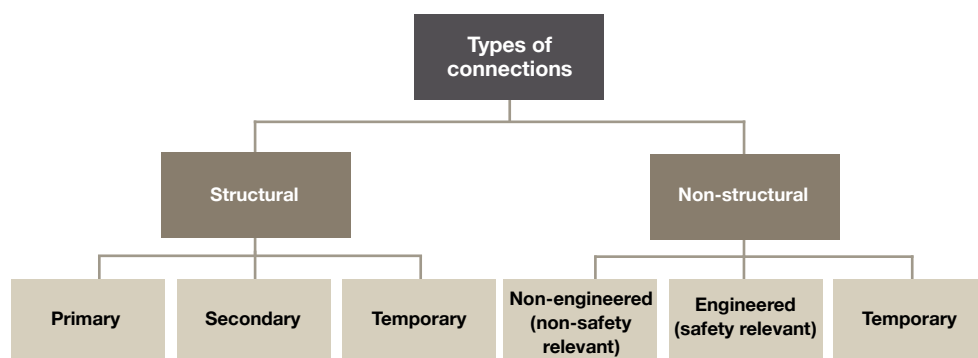 Types of
connections
Structural
Non-structural
Primary
Secondary
Temporary
Non-engineered
(non-safety
relevant)
Engineered
(safety relevant)
Temporary